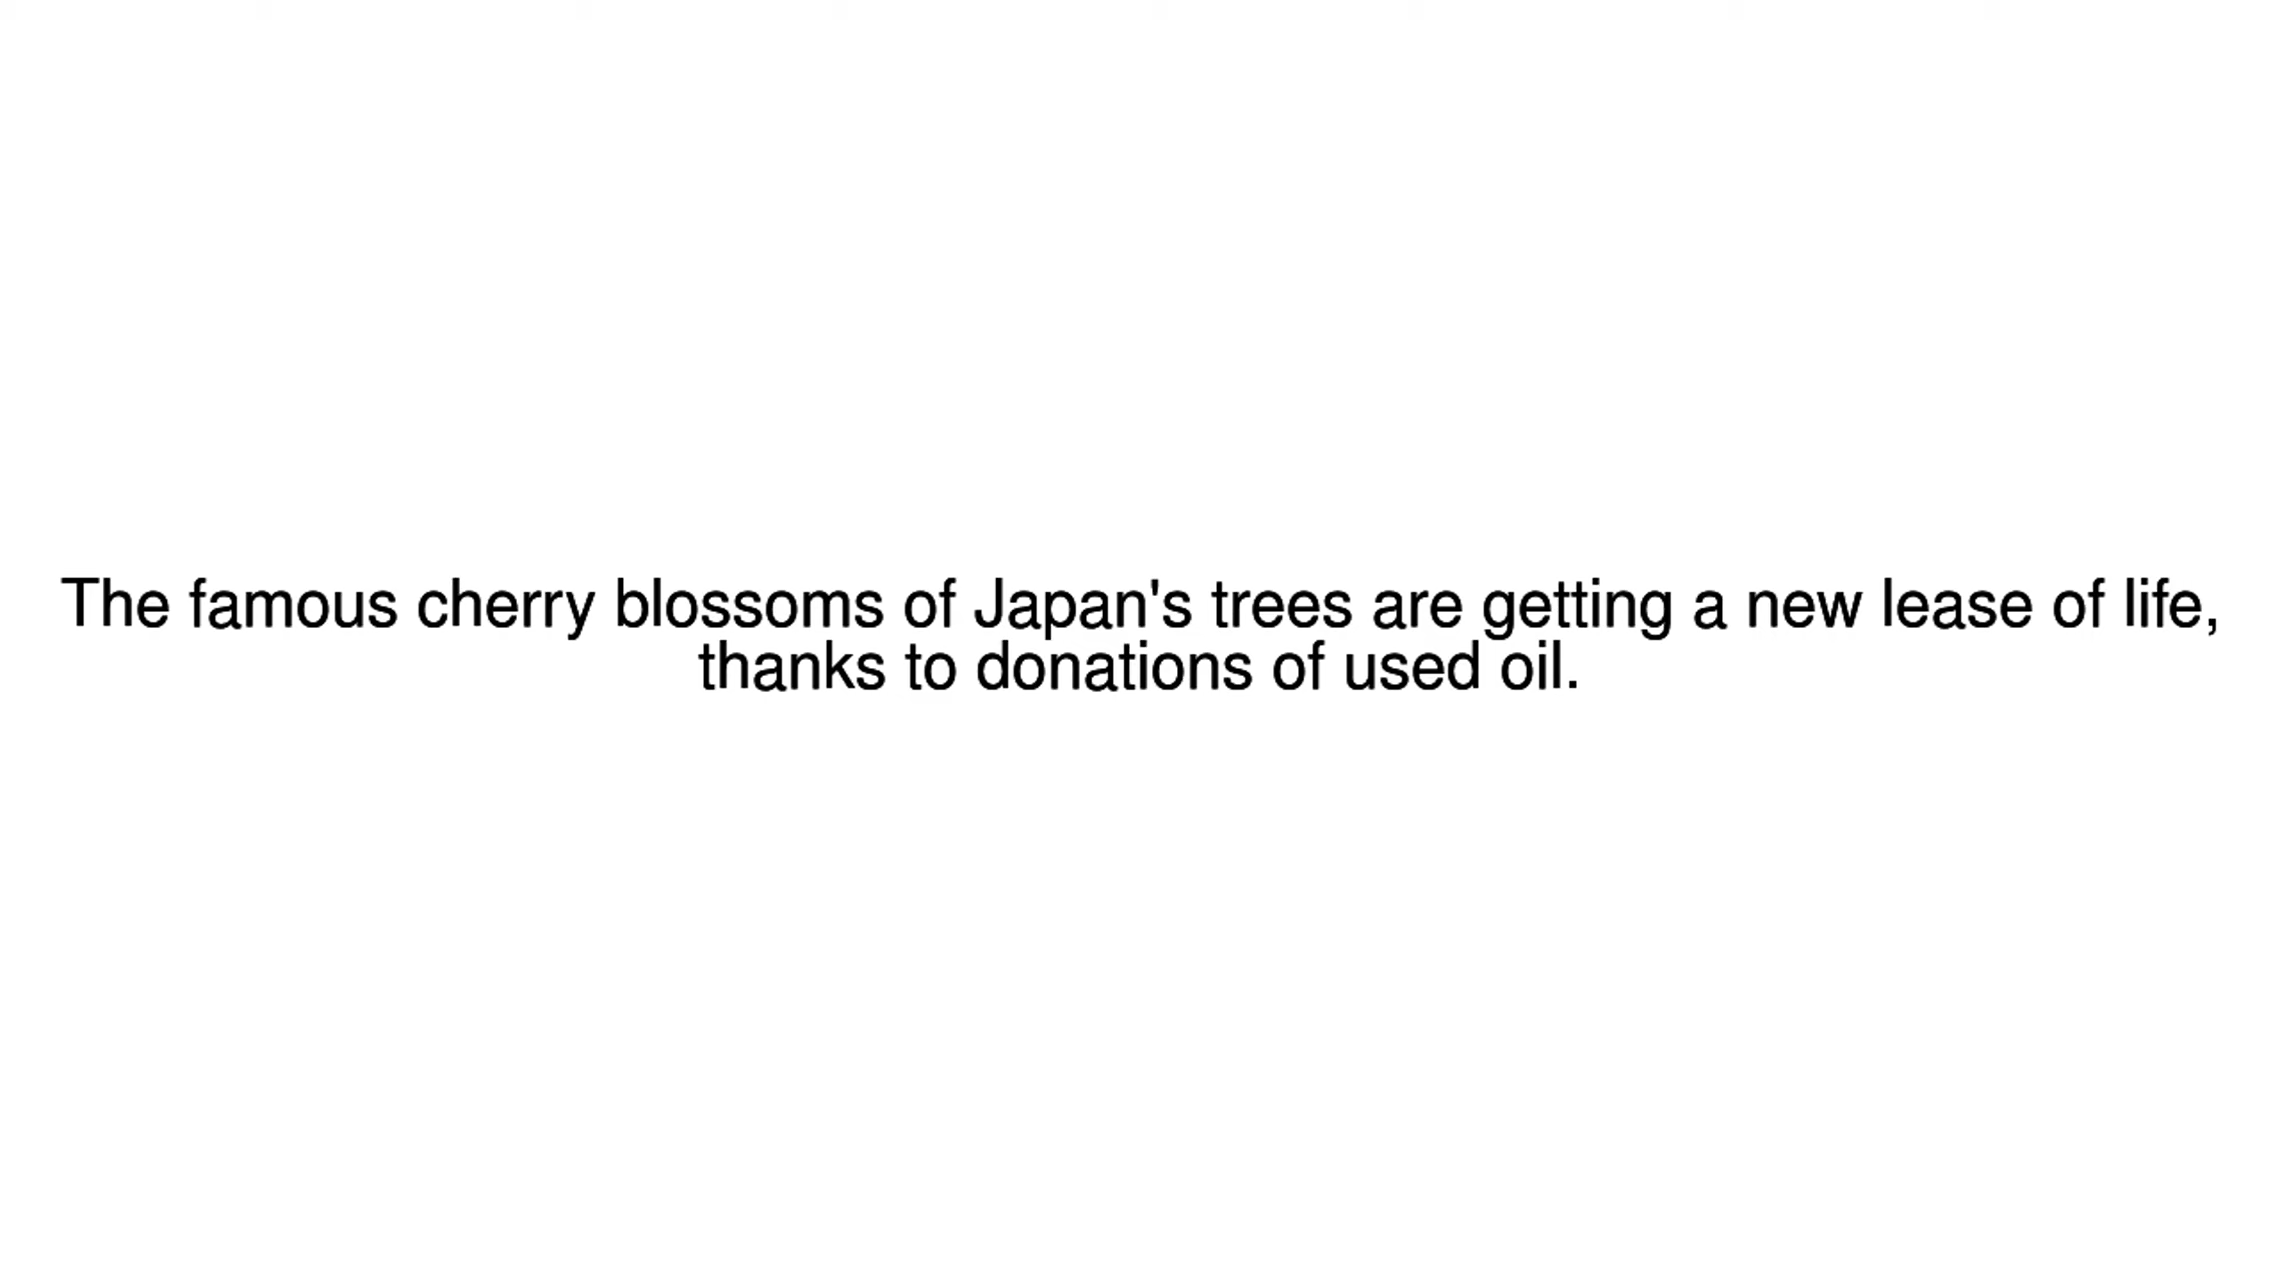 The famous cherry blossoms of Japan's trees are getting a new lease of life,
thanks to donations of used oil.